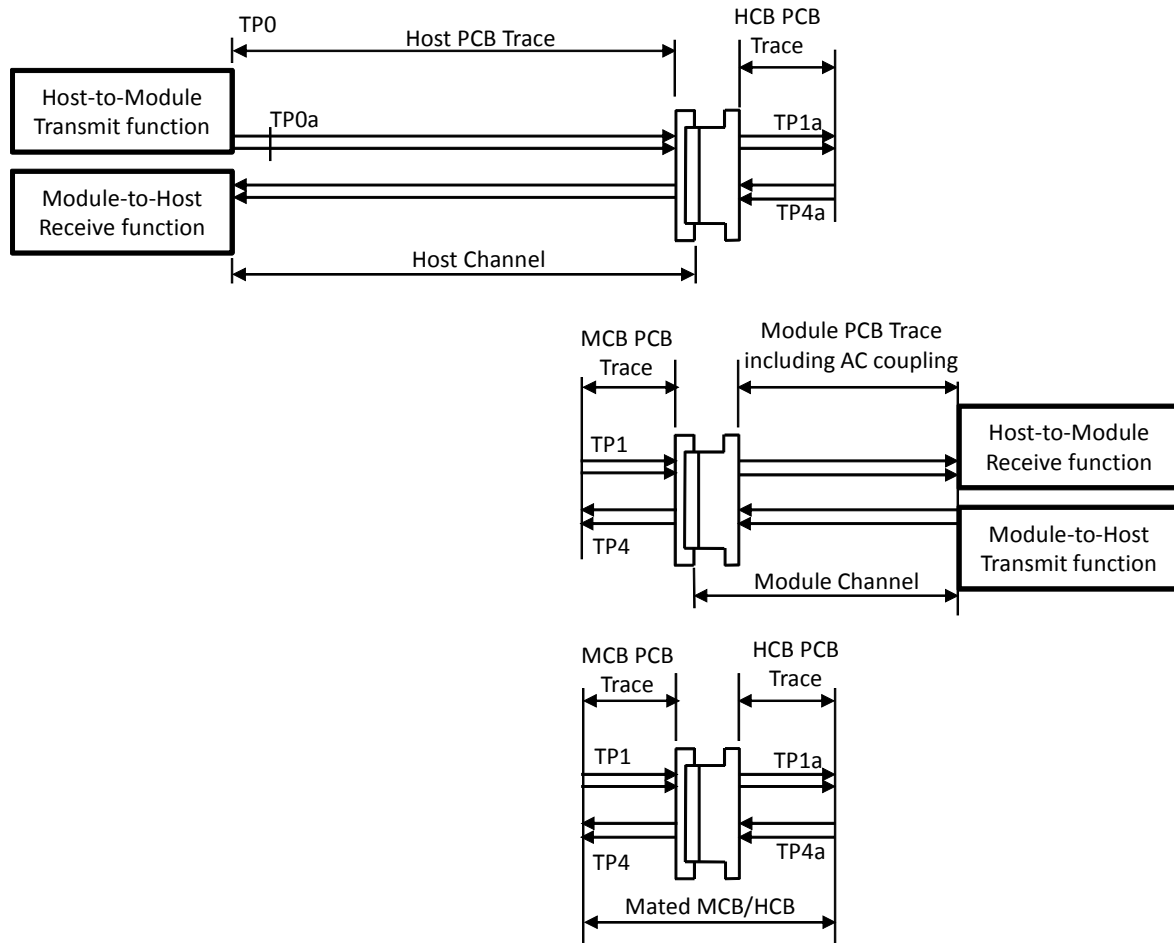 TP0
Host PCB Trace
HCB PCB
Trace
Host-to-Module
Transmit function
TP0a
TP1a
Module-to-Host
Receive function
TP4a
Host Channel
MCB PCB
Trace
Module PCB Trace
including AC coupling
TP1
Host-to-Module
Receive function
TP4
Module-to-Host
Transmit function
Module Channel
MCB PCB
Trace
HCB PCB
Trace
TP1
TP1a
TP4
TP4a
Mated MCB/HCB